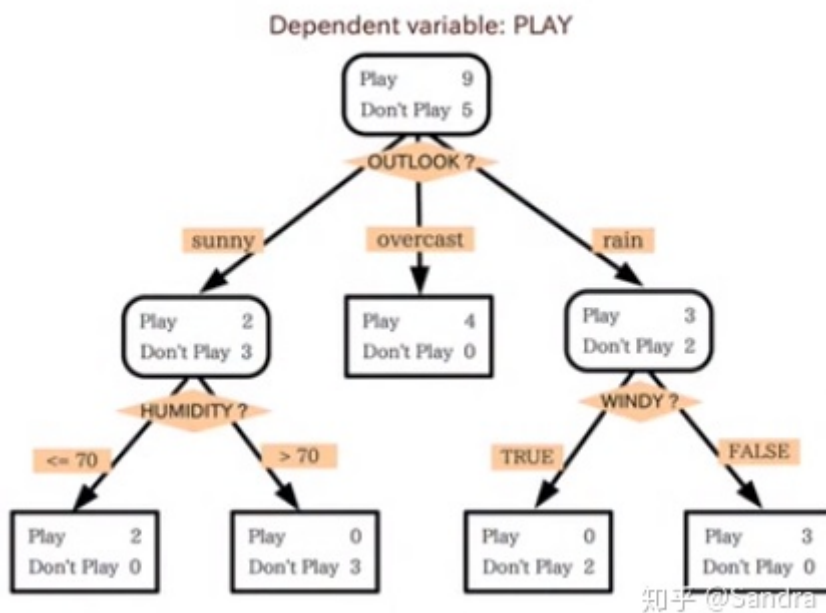 Dependent variable: PLAY
Play 9
Don't Play 5
OUTLOOK ?
sunny
overcast
rain
Play 2
Don't Play 3
Play 4
Don't Play 0
Play 3
Don't Play 2
HUMIDITY ?
WINDY ?
<= 70
> 70
TRUE
FALSE
Play 2
Don't Play 0
Play 0
Don't Play 3
Play 0
Don't Play 2
Play 3
Don't Play 0
知乎 @Sandra